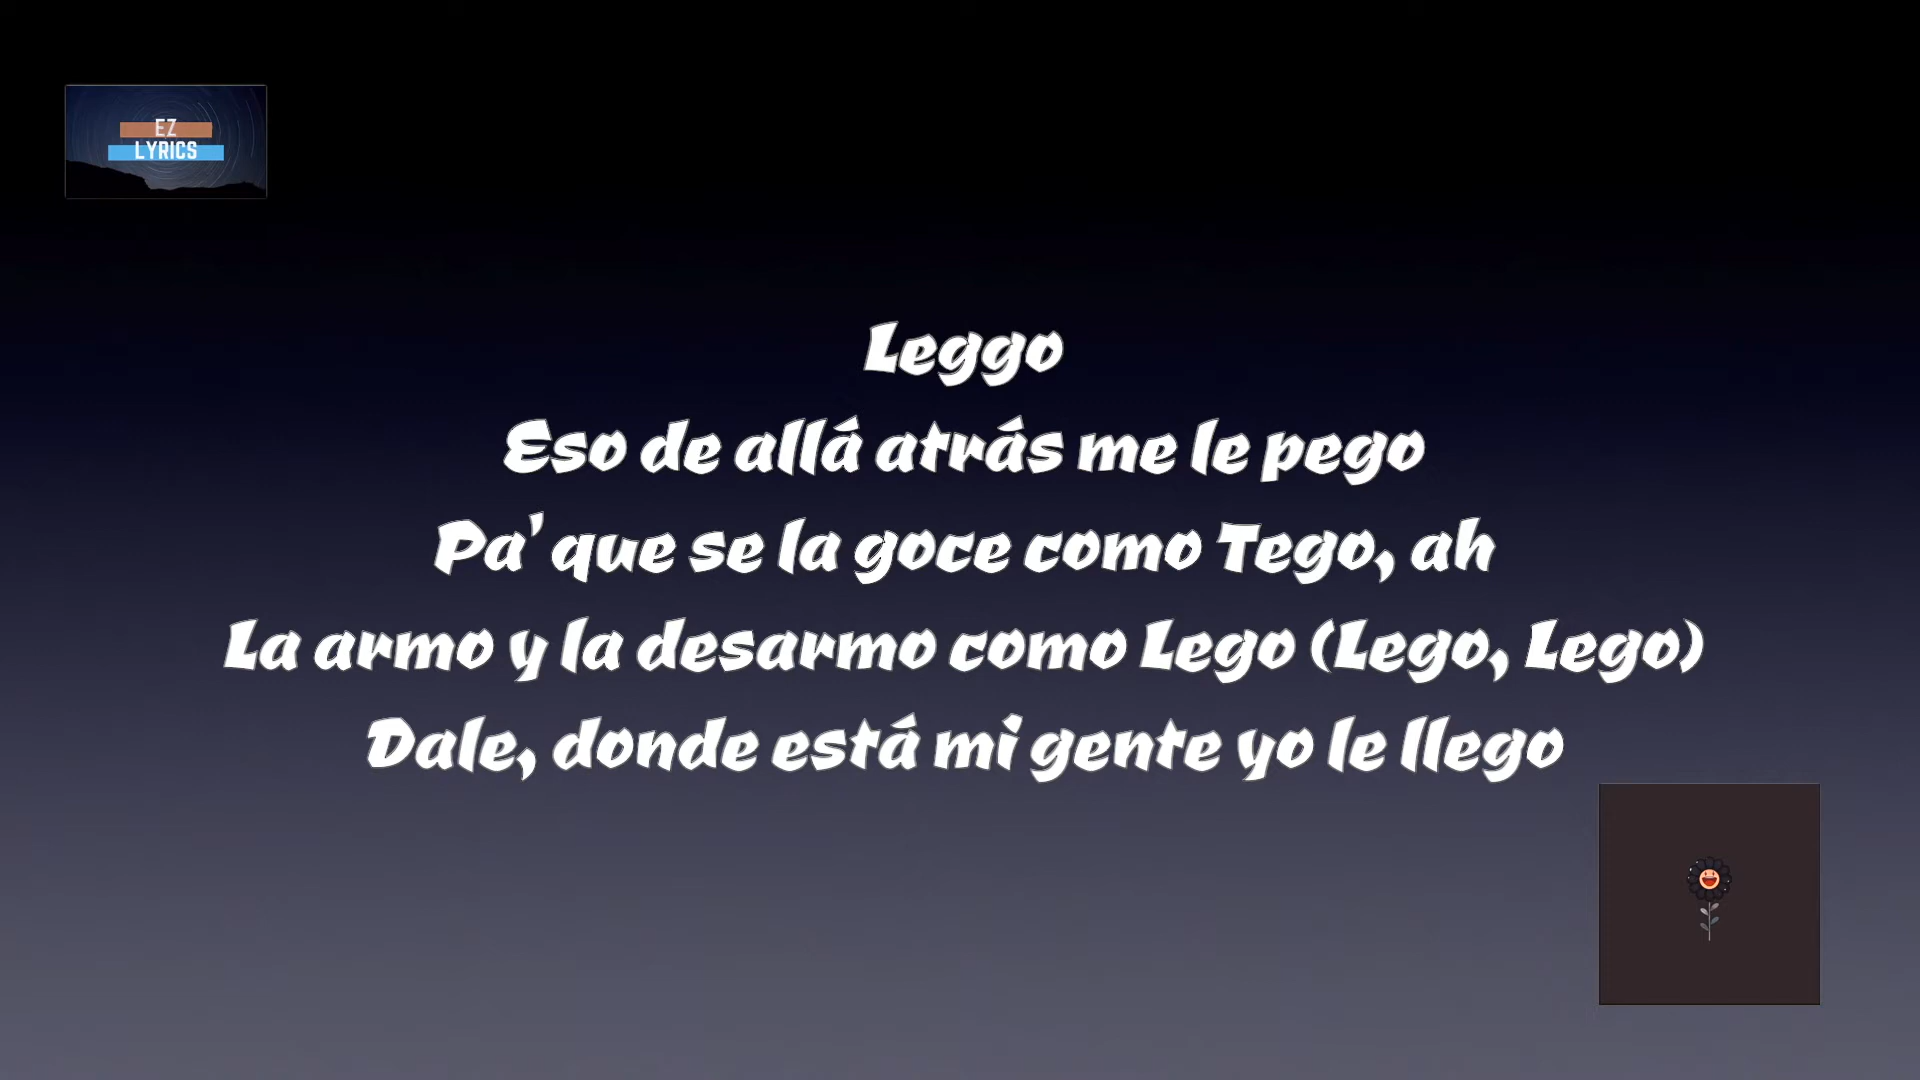 EZ
LYRICS
Leggo
Eso de allá atrás me le pego
Pa' que se la goce como Tego, ah
La armo y la desarmo como Lego (Lego, Lego)
Dale, donde está mi gente yo le llego